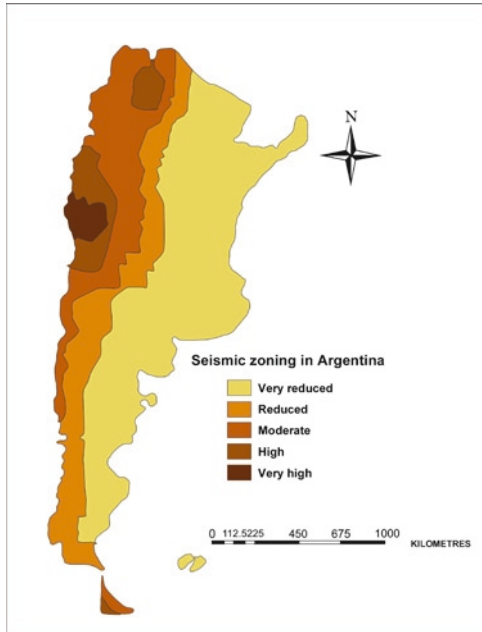 N
Seismic zoning in Argentina
Very reduced
Reduced
Moderate
High
Very high
0 112.5225 450 675 1000
KILOMETRES